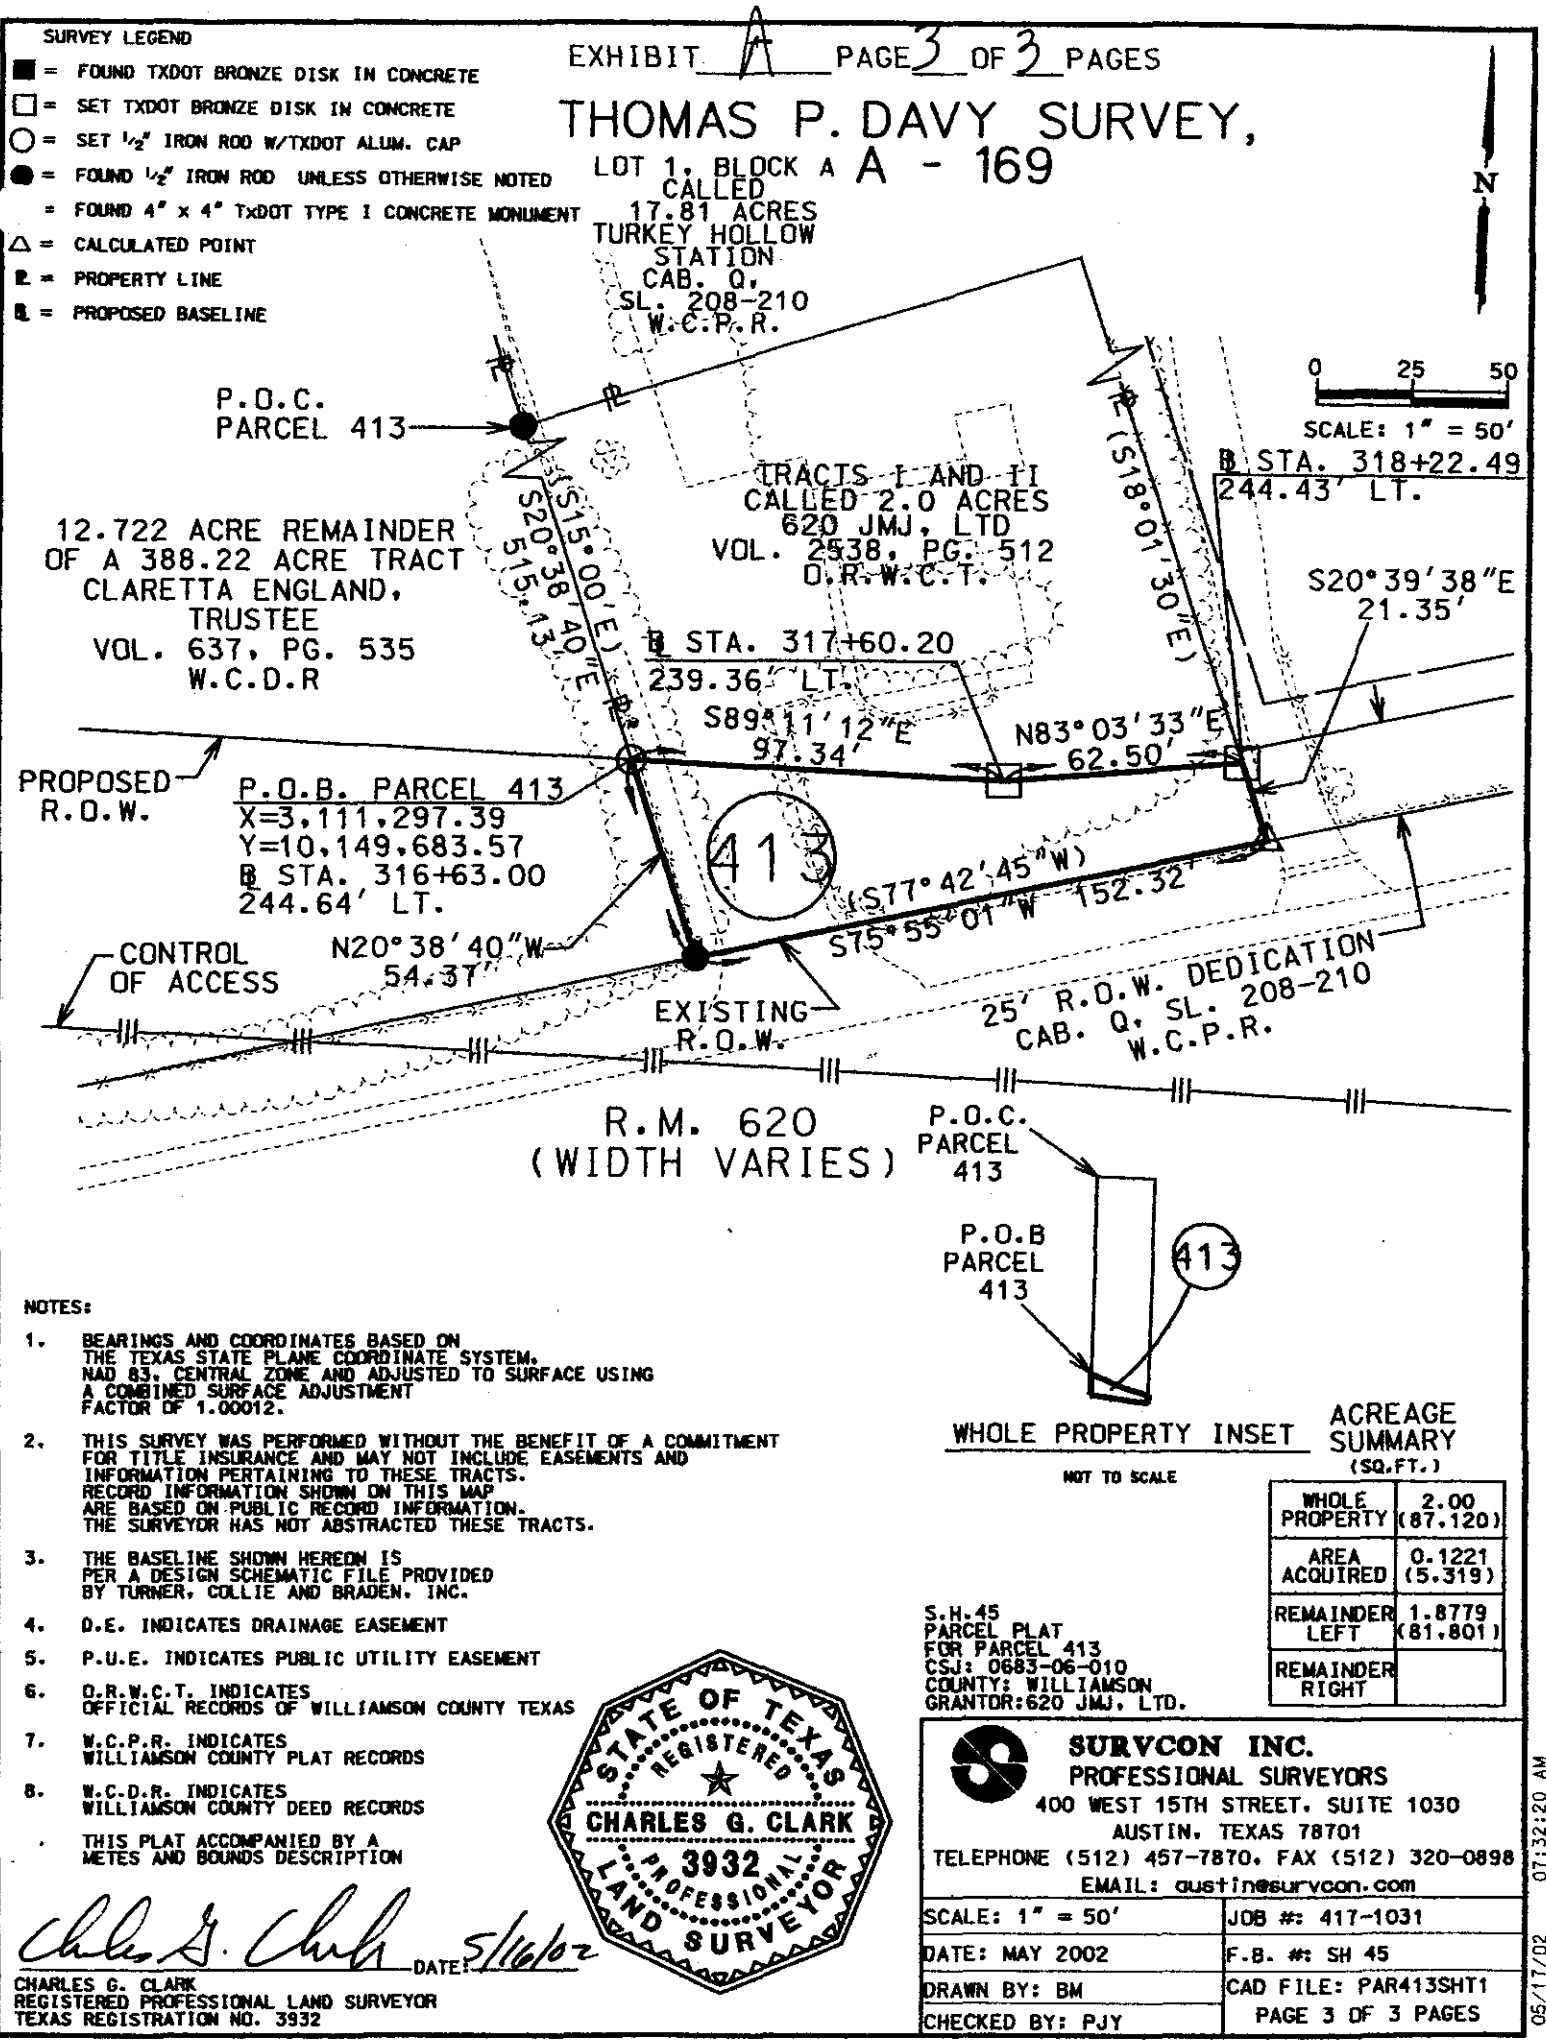 SURVEY LEGEND
= FOUND TXDOT BRONZE DISK IN CONCRETE
= SET TXDOT BRONZE DISK IN CONCRETE
= SET 1/2" IRON ROD W/TXDOT ALUM. CAP
= FOUND 1/2" IRON ROD UNLESS OTHERWISE NOTED
= FOUND 4" x 4" TxDOT TYPE I CONCRETE MONUMENT
= CALCULATED POINT
PL = PROPERTY LINE
BL = PROPOSED BASELINE
EXHIBIT A PAGE 3 OF 3 PAGES
THOMAS P. DAVY SURVEY,
A - 169
LOT 1, BLOCK A
CALLED
17.81 ACRES
TURKEY HOLLOW
STATION
CAB. Q,
SL. 208-210
W.C.P.R.
N
0 25 50
SCALE: 1" = 50'
P.O.C.
PARCEL 413
PL
PL
PL
PL
12.722 ACRE REMAINDER
OF A 388.22 ACRE TRACT
CLARETTA ENGLAND,
TRUSTEE
VOL. 637, PG. 535
W.C.D.R
(S15°00'E)
S20°38'40"E
515.13'
TRACTS I AND II
CALLED 2.0 ACRES
620 JMJ, LTD
VOL. 2538, PG. 512
O.R.W.C.T.
(S18°01'30"E)
BL STA. 318+22.49
244.43' LT.
S20°39'38"E
21.35'
BL STA. 317+60.20
239.36' LT.
S89°11'12"E
97.34'
N83°03'33"E
62.50'
PROPOSED
R.O.W.
P.O.B. PARCEL 413
X=3,111,297.39
Y=10,149,683.57
BL STA. 316+63.00
244.64' LT.
413
(S77°42'45"W)
S75°55'01"W 152.32'
CONTROL
OF ACCESS
N20°38'40"W
54.37'
EXISTING
R.O.W.
25' R.O.W. DEDICATION
CAB. Q, SL. 208-210
W.C.P.R.
R.M. 620
(WIDTH VARIES)
P.O.C.
PARCEL
413
P.O.B
PARCEL
413
413
WHOLE PROPERTY INSET
NOT TO SCALE
NOTES:
1. BEARINGS AND COORDINATES BASED ON
THE TEXAS STATE PLANE COORDINATE SYSTEM,
NAD 83, CENTRAL ZONE AND ADJUSTED TO SURFACE USING
A COMBINED SURFACE ADJUSTMENT
FACTOR OF 1.00012.
2. THIS SURVEY WAS PERFORMED WITHOUT THE BENEFIT OF A COMMITMENT
FOR TITLE INSURANCE AND MAY NOT INCLUDE EASEMENTS AND
INFORMATION PERTAINING TO THESE TRACTS.
RECORD INFORMATION SHOWN ON THIS MAP
ARE BASED ON PUBLIC RECORD INFORMATION.
THE SURVEYOR HAS NOT ABSTRACTED THESE TRACTS.
3. THE BASELINE SHOWN HEREON IS
PER A DESIGN SCHEMATIC FILE PROVIDED
BY TURNER, COLLIE AND BRADEN, INC.
4. D.E. INDICATES DRAINAGE EASEMENT
5. P.U.E. INDICATES PUBLIC UTILITY EASEMENT
6. O.R.W.C.T. INDICATES
OFFICIAL RECORDS OF WILLIAMSON COUNTY TEXAS
7. W.C.P.R. INDICATES
WILLIAMSON COUNTY PLAT RECORDS
8. W.C.D.R. INDICATES
WILLIAMSON COUNTY DEED RECORDS
. THIS PLAT ACCOMPANIED BY A
METES AND BOUNDS DESCRIPTION
Charles G. Clark DATE: 5/16/02
CHARLES G. CLARK
REGISTERED PROFESSIONAL LAND SURVEYOR
TEXAS REGISTRATION NO. 3932
STATE OF TEXAS
REGISTERED
CHARLES G. CLARK
3932
PROFESSIONAL
LAND SURVEYOR
ACREAGE
SUMMARY
(SQ.FT.)
WHOLE PROPERTY 2.00 (87,120)
AREA ACQUIRED 0.1221 (5,319)
REMAINDER LEFT 1.8779 (81,801)
REMAINDER RIGHT
S.H.45
PARCEL PLAT
FOR PARCEL 413
CSJ: 0683-06-010
COUNTY: WILLIAMSON
GRANTOR:620 JMJ, LTD.
SURVCON INC.
PROFESSIONAL SURVEYORS
400 WEST 15TH STREET, SUITE 1030
AUSTIN, TEXAS 78701
TELEPHONE (512) 457-7870, FAX (512) 320-0898
EMAIL: austin@survcon.com
SCALE: 1" = 50' JOB #: 417-1031
DATE: MAY 2002 F.B. #: SH 45
DRAWN BY: BM CAD FILE: PAR413SHT1
CHECKED BY: PJY PAGE 3 OF 3 PAGES
05/17/02 07:32:20 AM